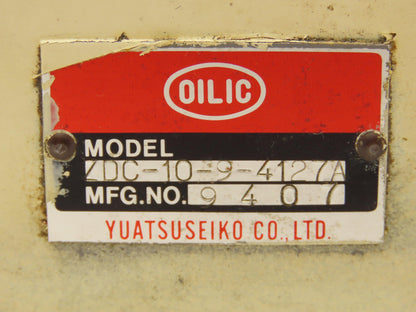 OILIC
MODEL
ZDC-10-9-4127A
MFG.NO. 9407
YUATSUSEIKO CO.,LTD.